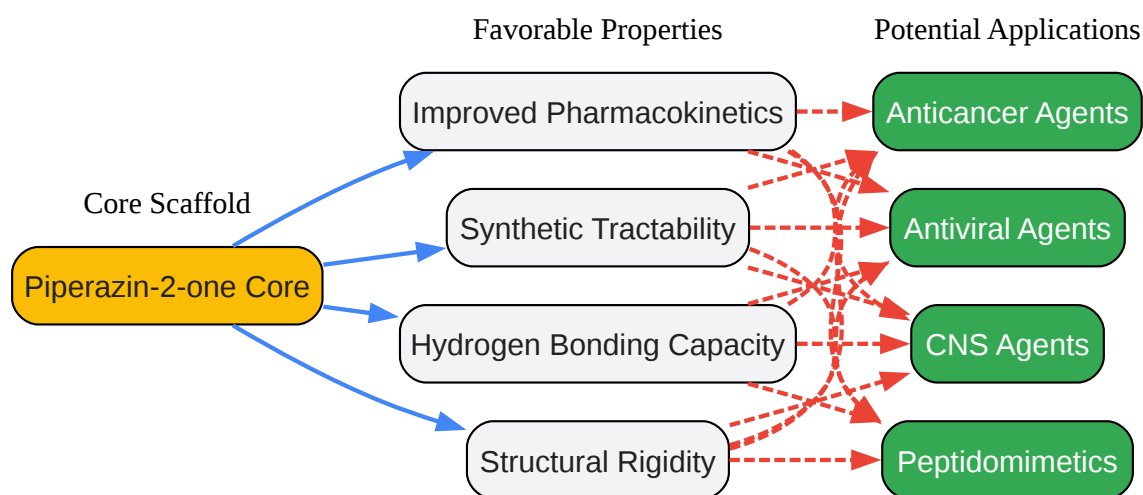 Favorable Properties
Potential Applications
Improved Pharmacokinetics
Anticancer Agents
Core Scaffold
Synthetic Tractability
Antiviral Agents
Piperazin-2-one Core
Hydrogen Bonding Capacity
CNS Agents
Structural Rigidity
Peptidomimetics